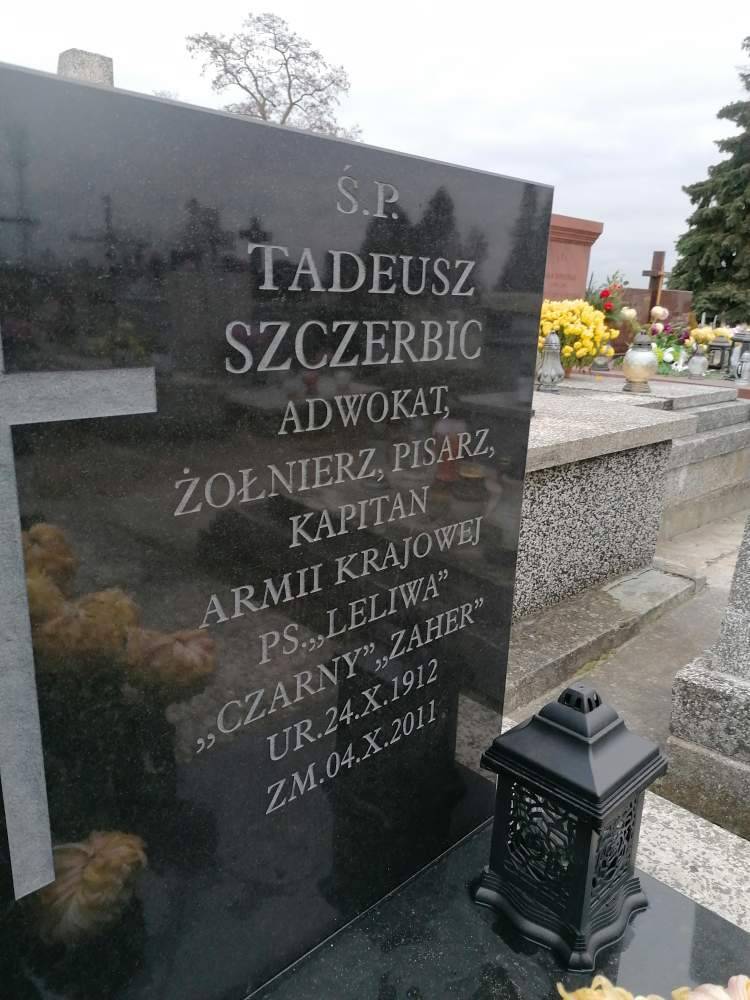 Ś.P.
TADEUSZ
SZCZERBIC
ADWOKAT,
ŻOŁNIERZ, PISARZ,
KAPITAN
ARMII KRAJOWEJ
PS.„LELIWA”
„CZARNY”„ZAHER”
UR.24.X.1912
ZM.04.X.2011